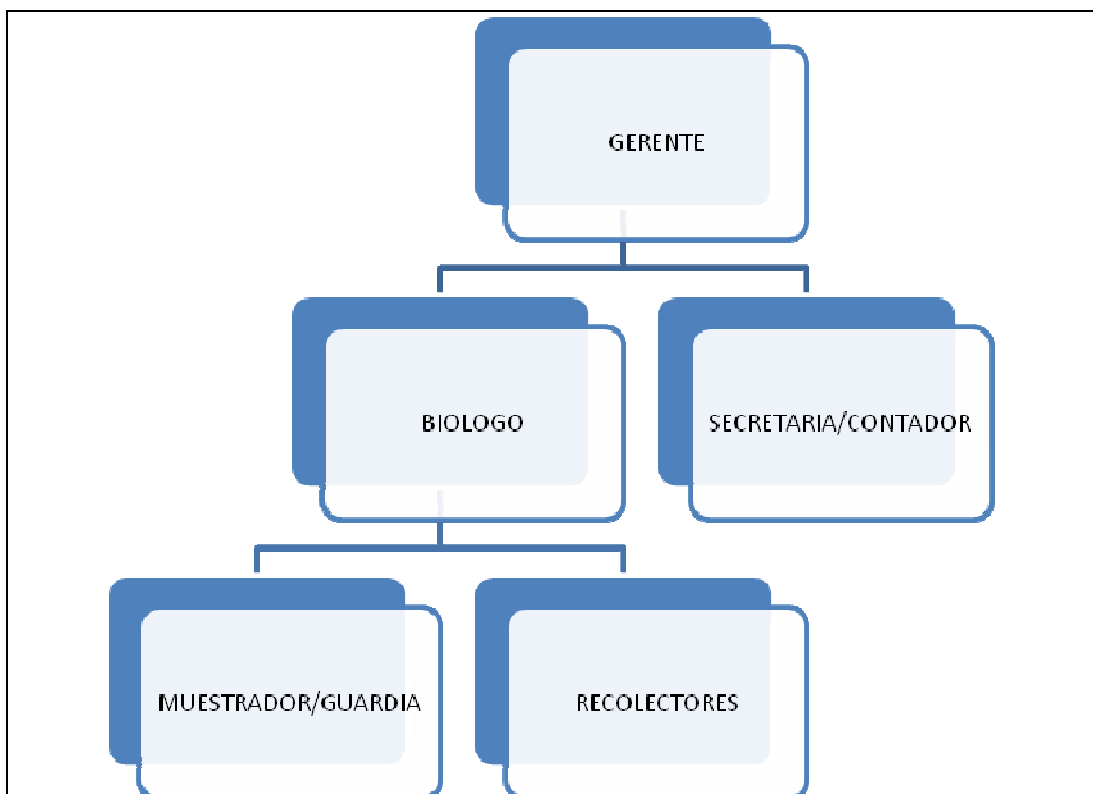 GERENTE
BIOLOGO
SECRETARIA/CONTADOR
MUESTRADOR/GUARDIA
RECOLECTORES